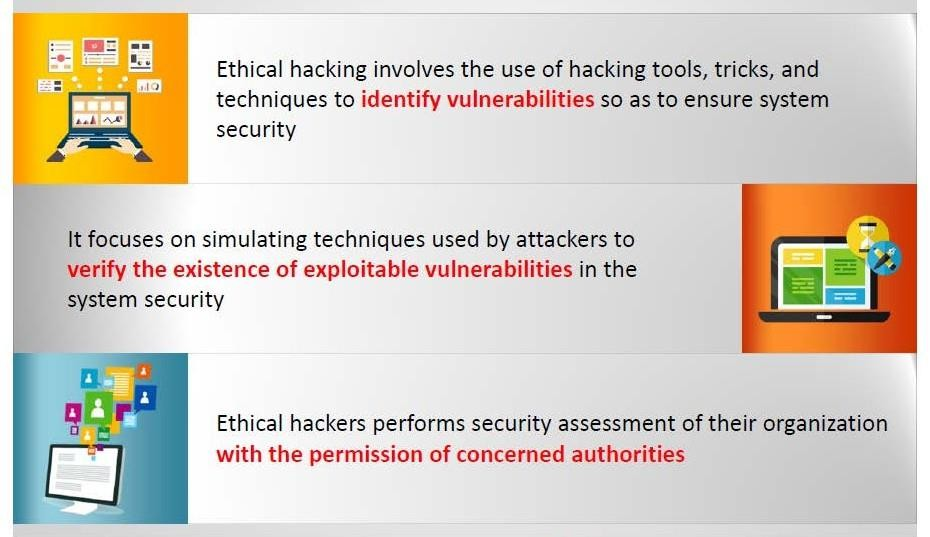 Ethical hacking involves the use of hacking tools, tricks, and
techniques to identify vulnerabilities so as to ensure system
security
It focuses on simulating techniques used by attackers to
verify the existence of exploitable vulnerabilities in the
system security
Ethical hackers performs security assessment of their organization
with the permission of concerned authorities